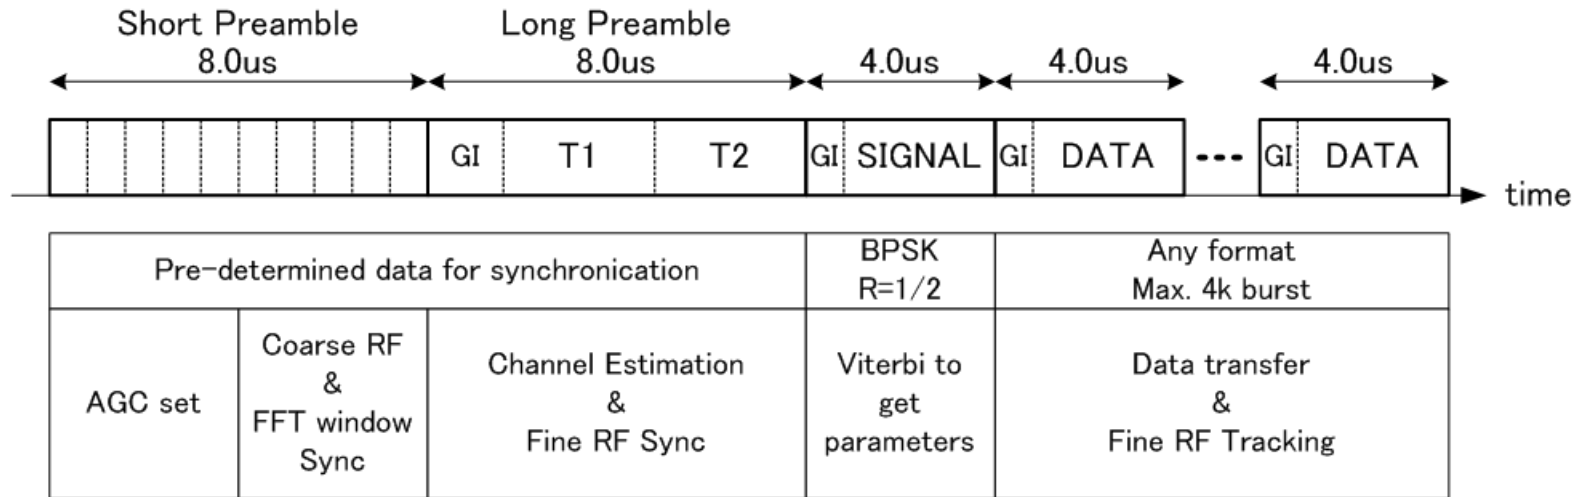 Short Preamble
Long Preamble
8.0us
8.0us
4.0us
4.0us
4.0us
GI
T1
T2
GI
SIGNAL
GI
DATA
GI
DATA
time
Pre-determined data for synchronication
BPSK
R=1/2
Any format
Max. 4k burst
AGC set
Coarse RF
&
FFT window
Sync
Channel Estimation
&
Fine RF Sync
Viterbi to
get
parameters
Data transfer
&
Fine RF Tracking